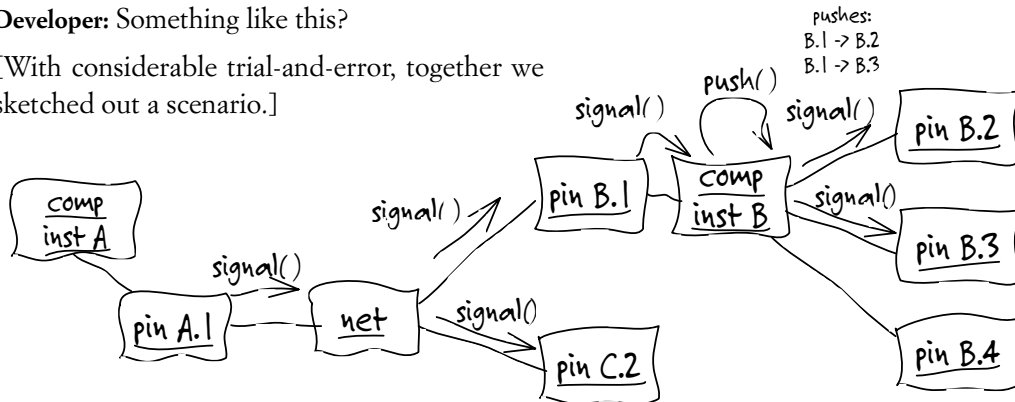 Developer: Something like this?
[With considerable trial-and-error, together we
sketched out a scenario.]
pushes:
B.1 -> B.2
B.1 -> B.3
push()
signal()
signal()
pin B.2
comp
inst A
pin B.1
comp
inst B
signal()
signal()
pin B.3
signal()
pin A.1
net
signal()
pin C.2
pin B.4